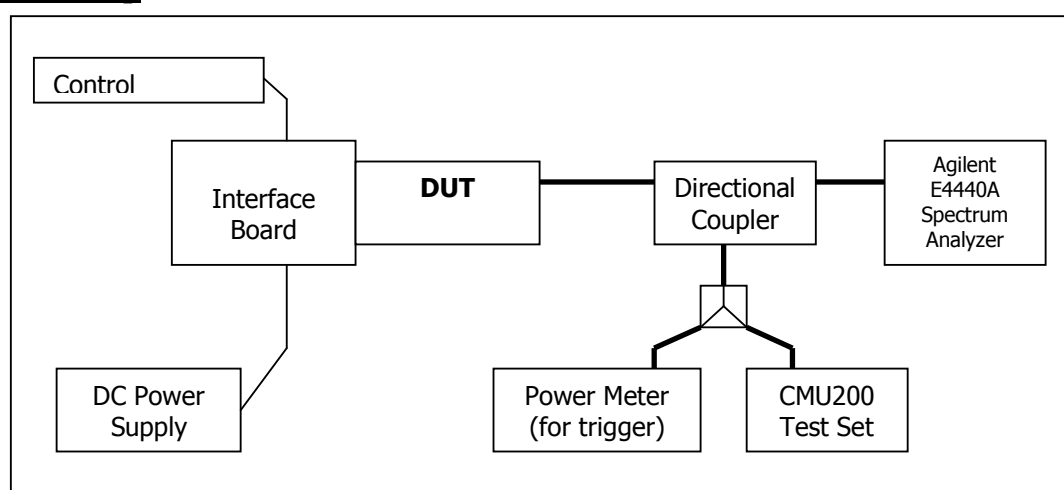 Control
Interface
Board
DUT
Directional
Coupler
Agilent
E4440A
Spectrum
Analyzer
DC Power
Supply
Power Meter
(for trigger)
CMU200
Test Set